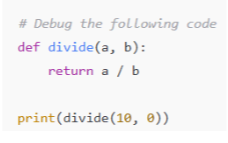 # Debug the following code
def divide(a, b):
    return a / b

print(divide(10, 0))